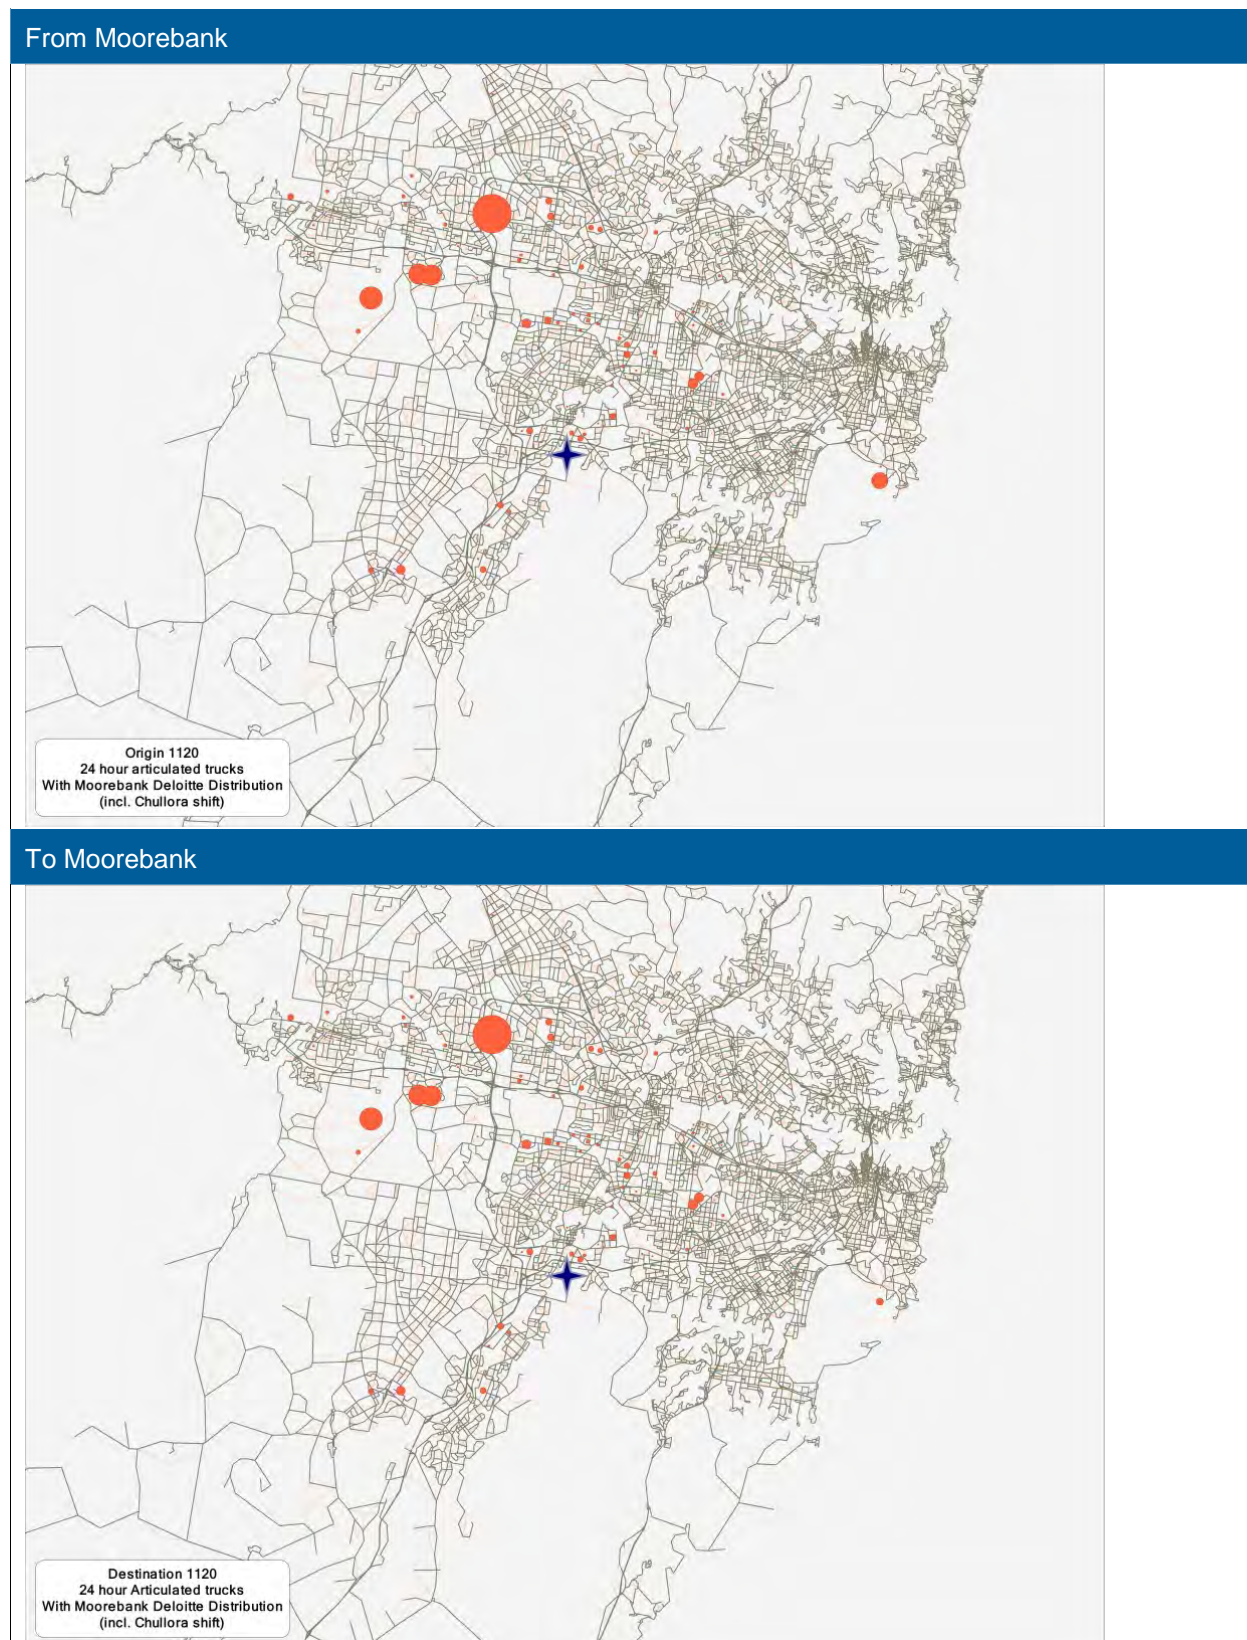 From Moorebank
Origin 1120
24 hour articulated trucks
With Moorebank Deloitte Distribution
(incl. Chullora shift)
To Moorebank
Destination 1120
24 hour Articulated trucks
With Moorebank Deloitte Distribution
(incl. Chullora shift)